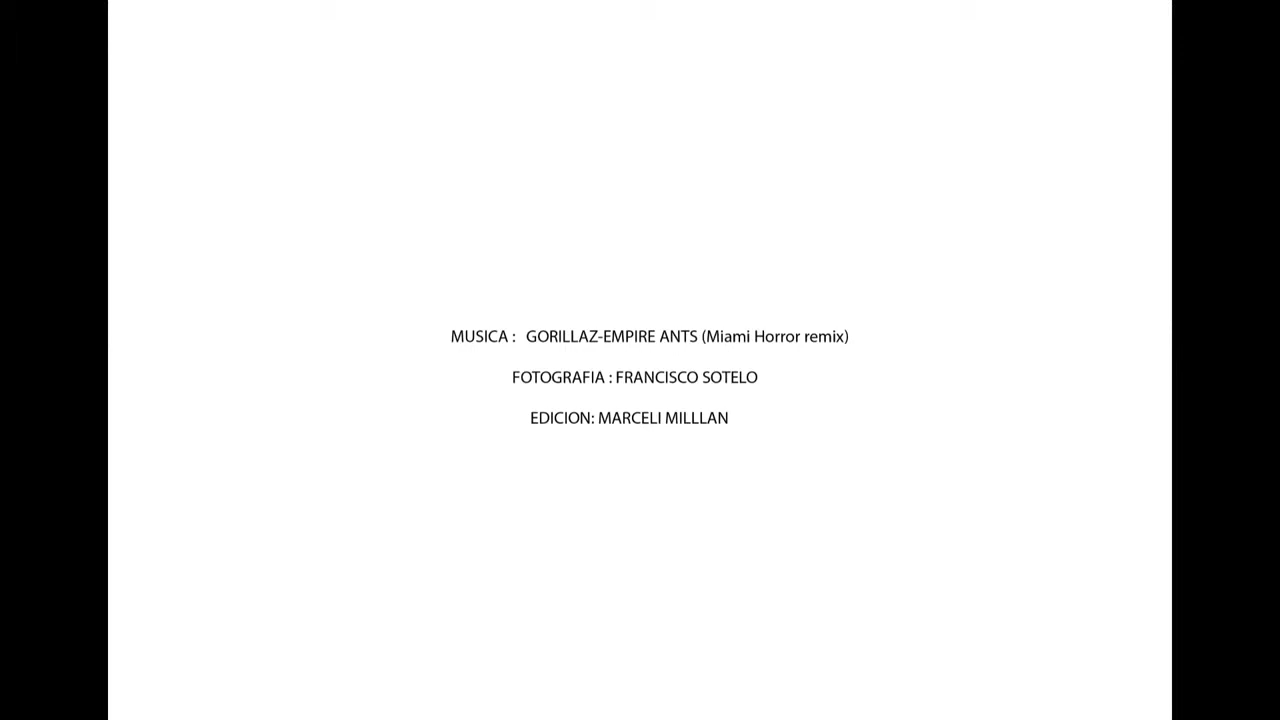 MUSICA :  GORILLAZ-EMPIRE ANTS (Miami Horror remix)
FOTOGRAFIA : FRANCISCO SOTELO
EDICION: MARCELI MILLLAN